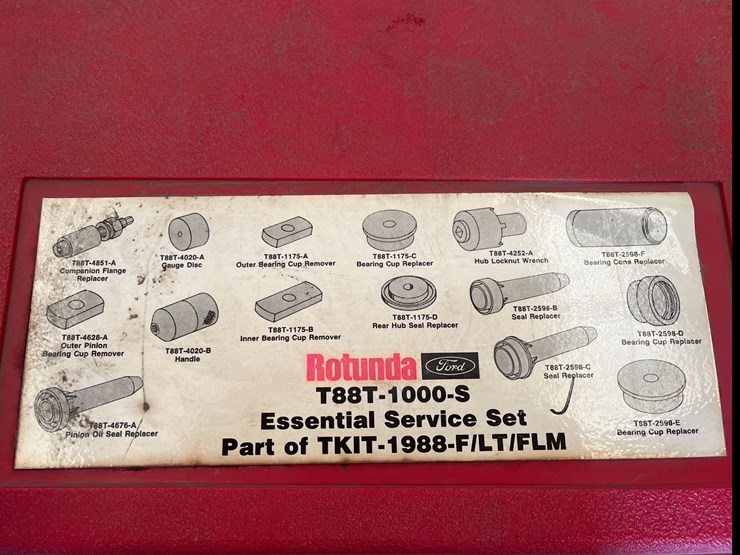 T88T-4851-A
Companion Flange
Replacer
T88T-4020-A
Gauge Disc
T88T-1175-A
Outer Bearing Cup Remover
T88T-1175-C
Bearing Cup Replacer
T88T-4252-A
Hub Locknut Wrench
T88T-2598-F
Bearing Cone Replacer
T88T-4628-A
Outer Pinion
Bearing Cup Remover
T88T-4020-B
Handle
T88T-1175-B
Inner Bearing Cup Remover
T88T-1175-D
Rear Hub Seal Replacer
T88T-2598-B
Seal Replacer
T88T-2598-D
Bearing Cup Replacer
T88T-4676-A
Pinion Oil Seal Replacer
T88T-2598-C
Seal Replacer
T88T-2598-E
Bearing Cup Replacer
Rotunda Ford
T88T-1000-S
Essential Service Set
Part of TKIT-1988-F/LT/FLM